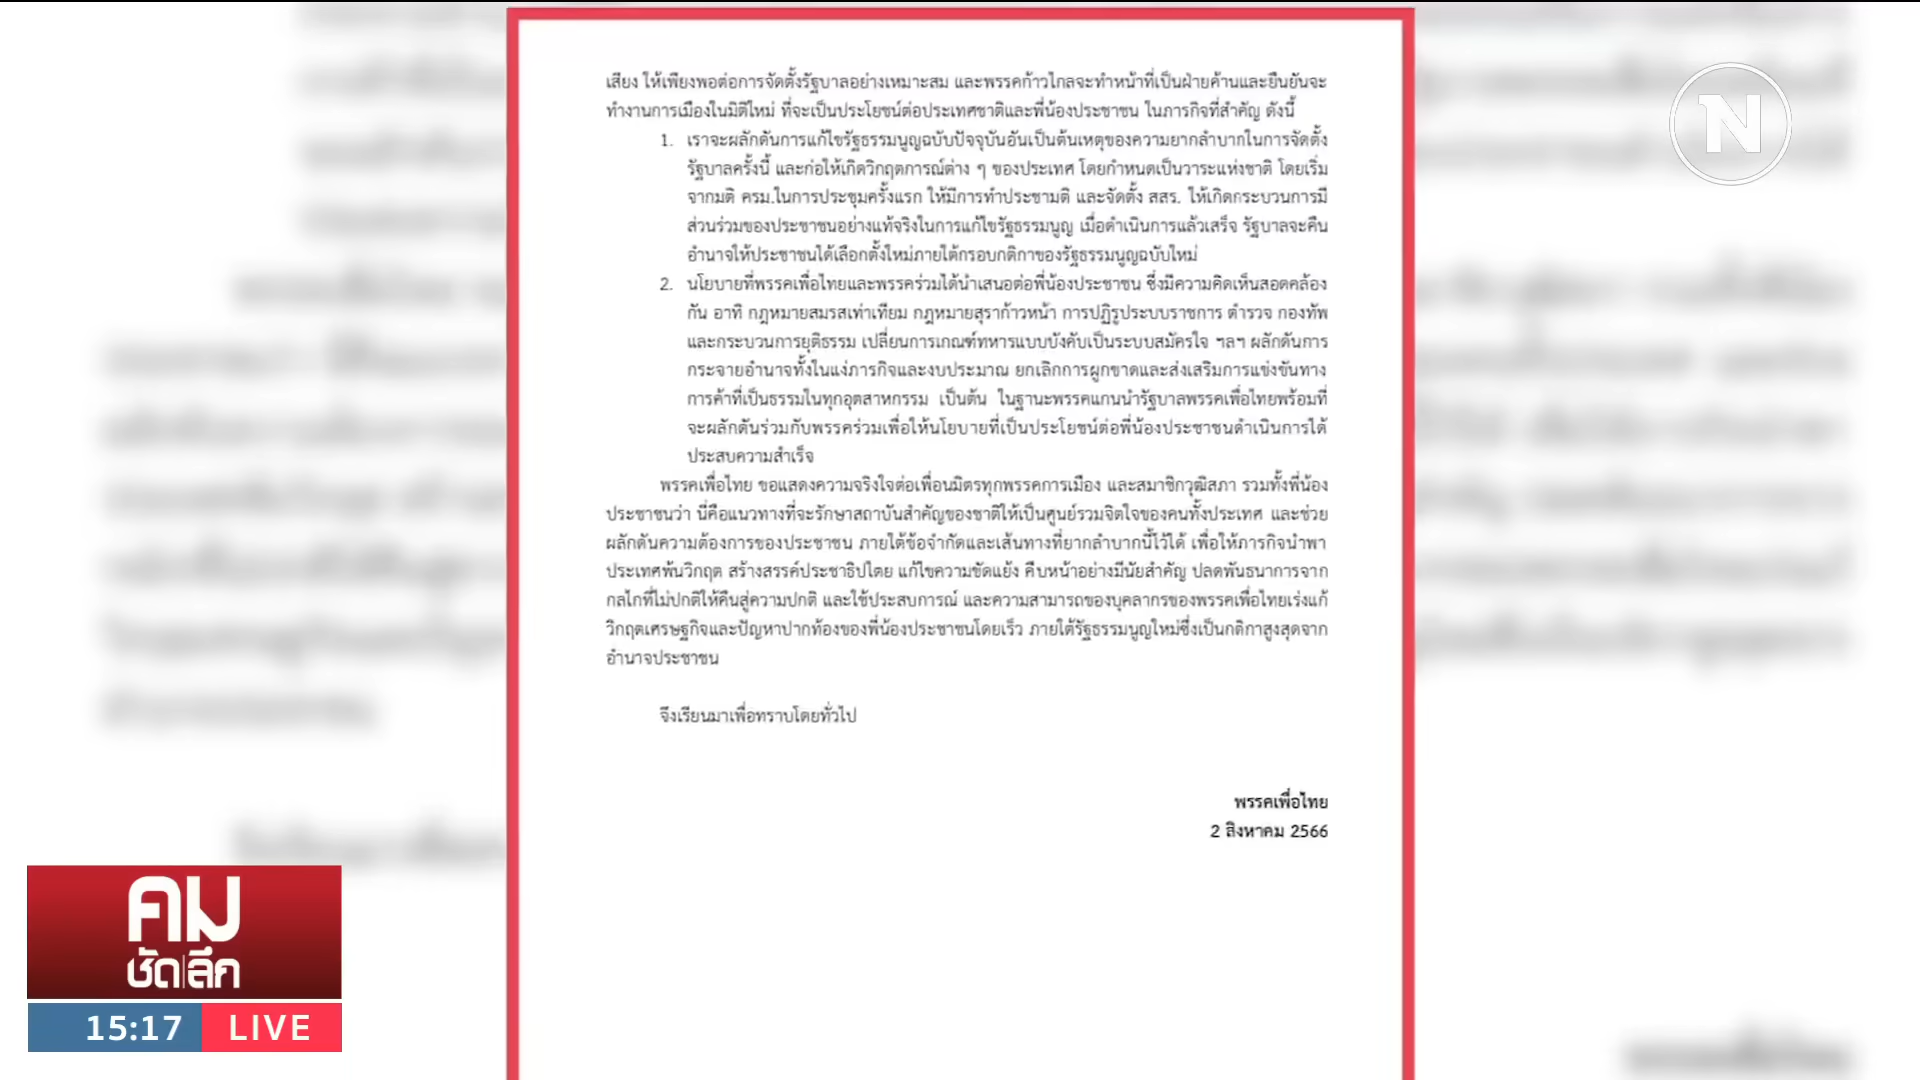 เสียง ให้เพียงพอต่อการจัดตั้งรัฐบาลอย่างเหมาะสม และพรรคก้าวไกลจะทำหน้าที่เป็นฝ่ายค้านและยืนยันจะ
ทำงานการเมืองในมิติใหม่ ที่จะเป็นประโยชน์ต่อประเทศชาติและพี่น้องประชาชน ในภารกิจที่สำคัญ ดังนี้
1. เราจะผลักดันการแก้ไขรัฐธรรมนูญฉบับปัจจุบันอันเป็นต้นเหตุของความยากลำบากในการจัดตั้ง
รัฐบาลครั้งนี้ และก่อให้เกิดวิกฤตการณ์ต่าง ๆ ของประเทศ โดยกำหนดเป็นวาระแห่งชาติ โดยเริ่ม
จากมติ ครม.ในการประชุมครั้งแรก ให้มีการทำประชามติ และจัดตั้ง สสร. ให้เกิดกระบวนการมี
ส่วนร่วมของประชาชนอย่างแท้จริงในการแก้ไขรัฐธรรมนูญ เมื่อดำเนินการแล้วเสร็จ รัฐบาลจะคืน
อำนาจให้ประชาชนได้เลือกตั้งใหม่ภายใต้กรอบกติกาของรัฐธรรมนูญฉบับใหม่
2. นโยบายที่พรรคเพื่อไทยและพรรคร่วมได้นำเสนอต่อพี่น้องประชาชน ซึ่งมีความคิดเห็นสอดคล้อง
กัน อาทิ กฎหมายสมรสเท่าเทียม กฎหมายสุราก้าวหน้า การปฏิรูประบบราชการ ตำรวจ กองทัพ
และกระบวนการยุติธรรม เปลี่ยนการเกณฑ์ทหารแบบบังคับเป็นระบบสมัครใจ ฯลฯ ผลักดันการ
กระจายอำนาจทั้งในแง่ภารกิจและงบประมาณ ยกเลิกการผูกขาดและส่งเสริมการแข่งขันทาง
การค้าที่เป็นธรรมในทุกอุตสาหกรรม เป็นต้น ในฐานะพรรคแกนนำรัฐบาลพรรคเพื่อไทยพร้อมที่
จะผลักดันร่วมกับพรรคร่วมเพื่อให้นโยบายที่เป็นประโยชน์ต่อพี่น้องประชาชนดำเนินการได้
ประสบความสำเร็จ
พรรคเพื่อไทย ขอแสดงความจริงใจต่อเพื่อนมิตรทุกพรรคการเมือง และสมาชิกวุฒิสภา รวมทั้งพี่น้อง
ประชาชนว่า นี่คือแนวทางที่จะรักษาสถาบันสำคัญของชาติให้เป็นศูนย์รวมจิตใจของคนทั้งประเทศ และช่วย
ผลักดันความต้องการของประชาชน ภายใต้ข้อจำกัดและเส้นทางที่ยากลำบากนี้ไว้ได้ เพื่อให้ภารกิจนำพา
ประเทศพ้นวิกฤต สร้างสรรค์ประชาธิปไตย แก้ไขความขัดแย้ง คืบหน้าอย่างมีนัยสำคัญ ปลดพันธนาการจาก
กลไกที่ไม่ปกติให้คืนสู่ความปกติ และใช้ประสบการณ์ และความสามารถของบุคลากรของพรรคเพื่อไทยเร่งแก้
วิกฤตเศรษฐกิจและปัญหาปากท้องของพี่น้องประชาชนโดยเร็ว ภายใต้รัฐธรรมนูญใหม่ซึ่งเป็นกติกาสูงสุดจาก
อำนาจประชาชน
จึงเรียนมาเพื่อทราบโดยทั่วไป
พรรคเพื่อไทย
2 สิงหาคม 2566
N
คม
ชัดลึก
15:17 LIVE